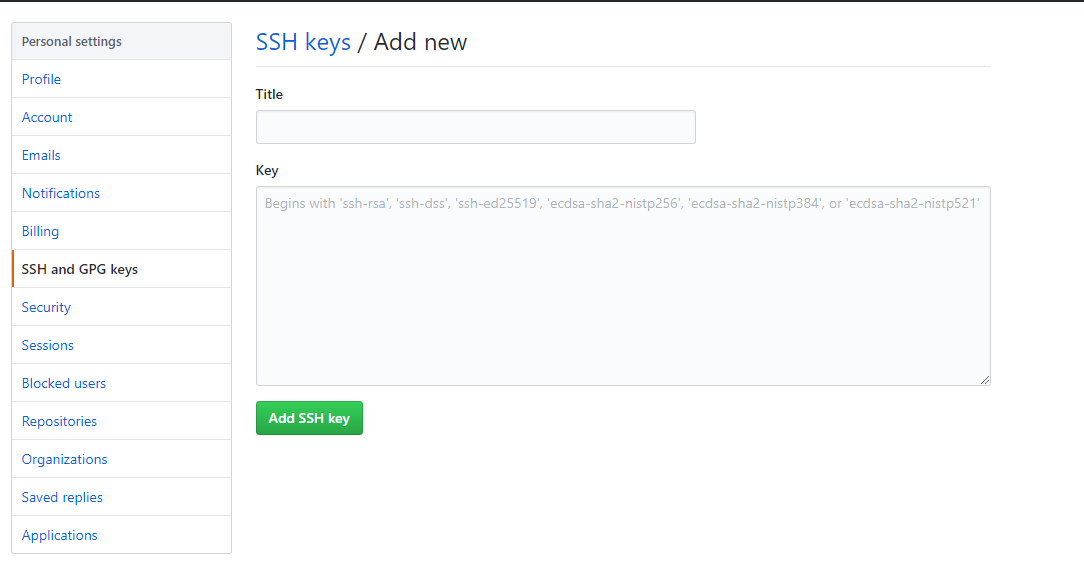 Personal settings
Profile
Account
Emails
Notifications
Billing
SSH and GPG keys
Security
Sessions
Blocked users
Repositories
Organizations
Saved replies
Applications
SSH keys / Add new
Title
Key
Begins with 'ssh-rsa', 'ssh-dss', 'ssh-ed25519', 'ecdsa-sha2-nistp256', 'ecdsa-sha2-nistp384', or 'ecdsa-sha2-nistp521'
Add SSH key